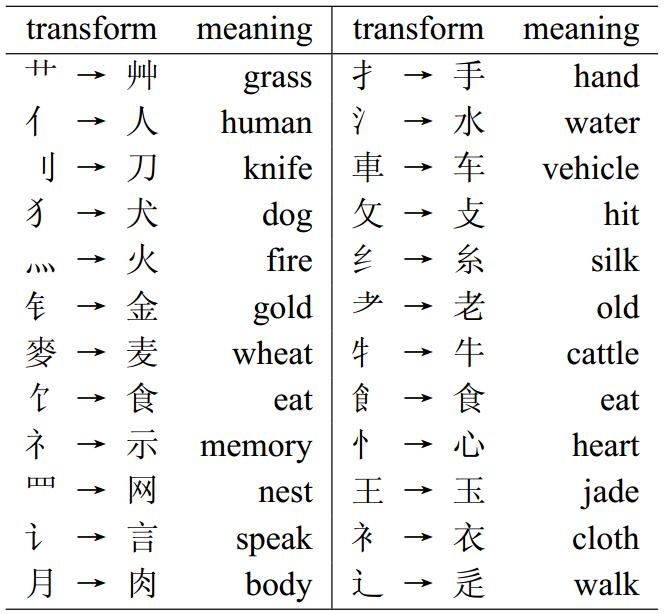 transform meaning transform meaning
艹 → 艸 grass 扌 → 手 hand
亻 → 人 human 氵 → 水 water
刂 → 刀 knife 車 → 车 vehicle
犭 → 犬 dog 攵 → 攴 hit
灬 → 火 fire 纟 → 糸 silk
钅 → 金 gold 耂 → 老 old
麥 → 麦 wheat 牜 → 牛 cattle
饣 → 食 eat 飠 → 食 eat
礻 → 示 memory 忄 → 心 heart
罒 → 网 nest 王 → 玉 jade
讠 → 言 speak 衤 → 衣 cloth
月 → 肉 body 辶 → 辵 walk